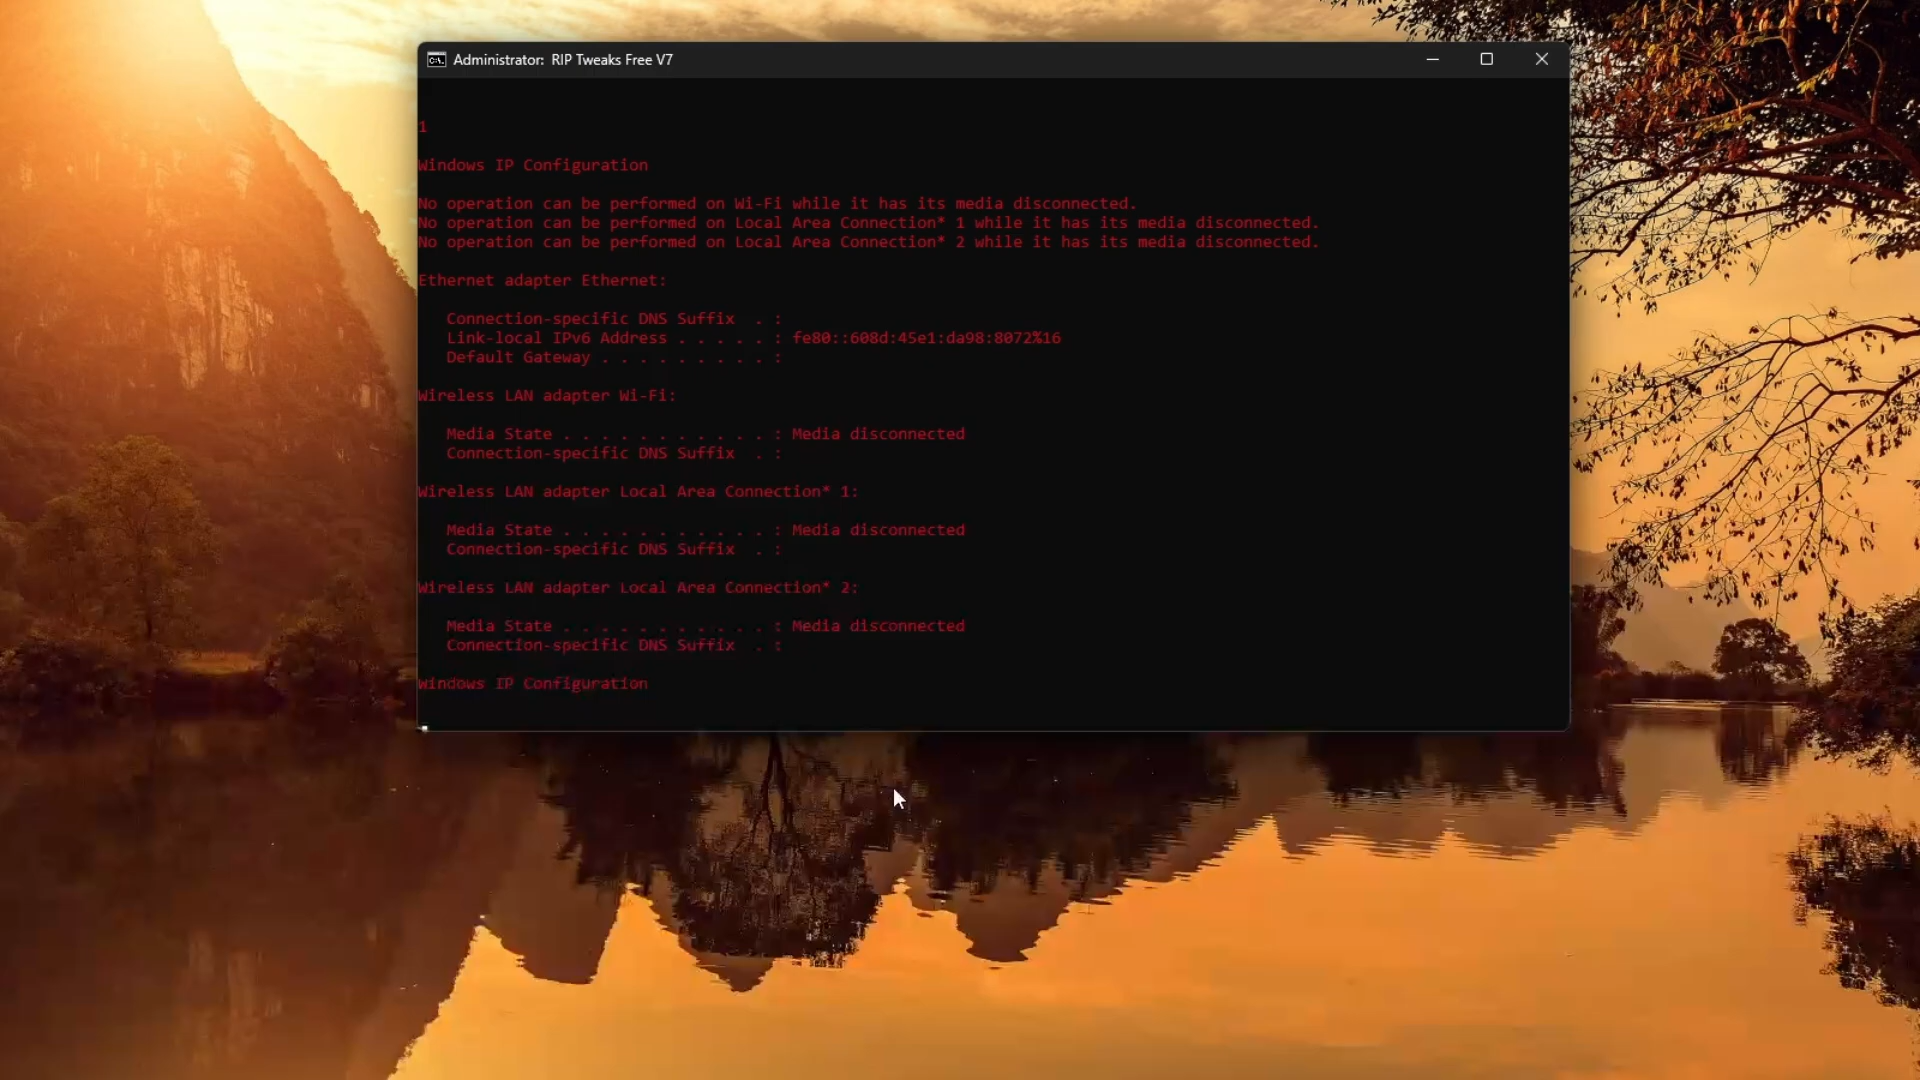 Administrator: RIP Tweaks Free V7
1
Windows IP Configuration
No operation can be performed on Wi-Fi while it has its media disconnected.
No operation can be performed on Local Area Connection* 1 while it has its media disconnected.
No operation can be performed on Local Area Connection* 2 while it has its media disconnected.
Ethernet adapter Ethernet:
Connection-specific DNS Suffix  . :
Link-local IPv6 Address . . . . . : fe80::608d:45e1:da98:8072%16
Default Gateway . . . . . . . . . :
Wireless LAN adapter Wi-Fi:
Media State . . . . . . . . . . . : Media disconnected
Connection-specific DNS Suffix  . :
Wireless LAN adapter Local Area Connection* 1:
Media State . . . . . . . . . . . : Media disconnected
Connection-specific DNS Suffix  . :
Wireless LAN adapter Local Area Connection* 2:
Media State . . . . . . . . . . . : Media disconnected
Connection-specific DNS Suffix  . :
Windows IP Configuration